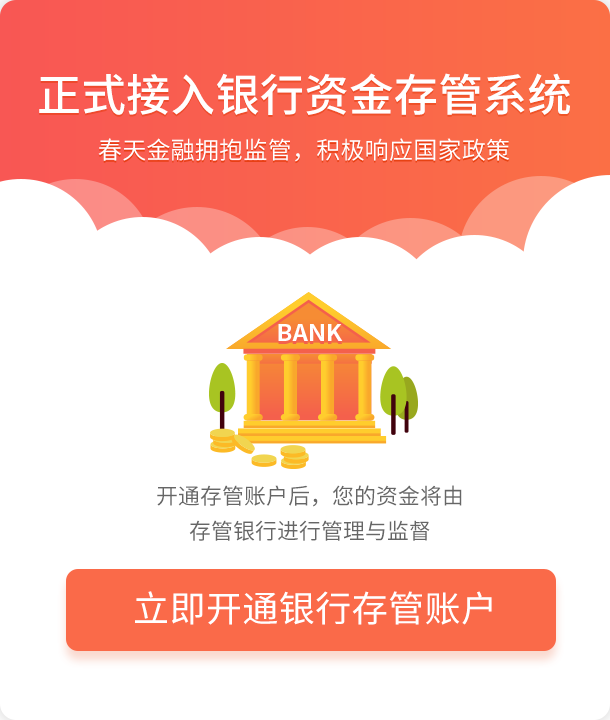 正式接入银行资金存管系统
春天金融拥抱监管，积极响应国家政策
BANK
开通存管账户后，您的资金将由
存管银行进行管理与监督
立即开通银行存管账户